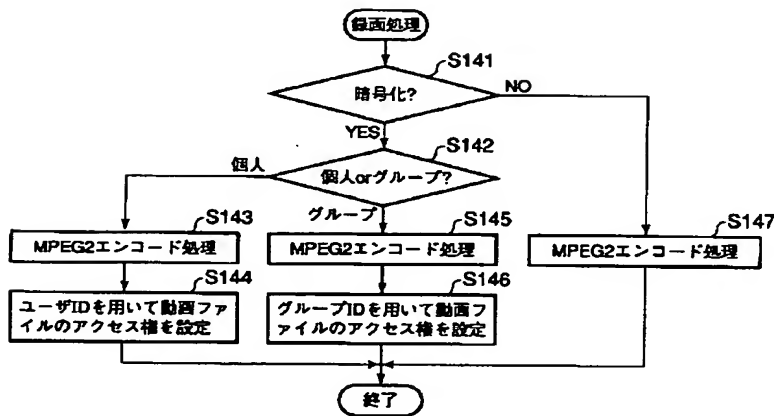 録画処理
S141
暗号化?
NO
YES
S142
個人
個人orグループ?
グループ
S143
MPEG2エンコード処理
S145
MPEG2エンコード処理
S147
MPEG2エンコード処理
S144
ユーザIDを用いて動画ファ
イルのアクセス権を設定
S146
グループIDを用いて動画フ
ァイルのアクセス権を設定
終了